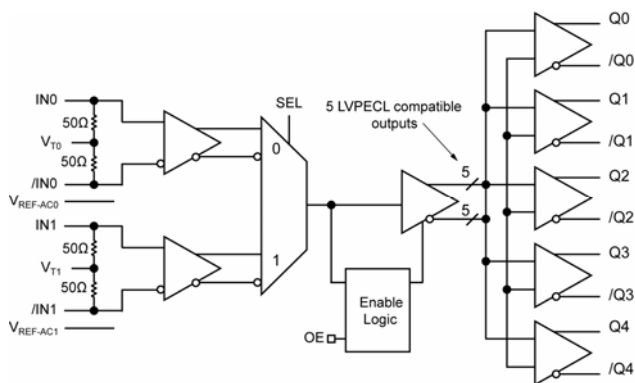 IN0
50Ω
VT0
50Ω
/IN0
VREF-AC0
IN1
50Ω
VT1
50Ω
/IN1
VREF-AC1
SEL
0
1
5 LVPECL compatible
outputs
5
5
Enable
Logic
OE
Q0
/Q0
Q1
/Q1
Q2
/Q2
Q3
/Q3
Q4
/Q4